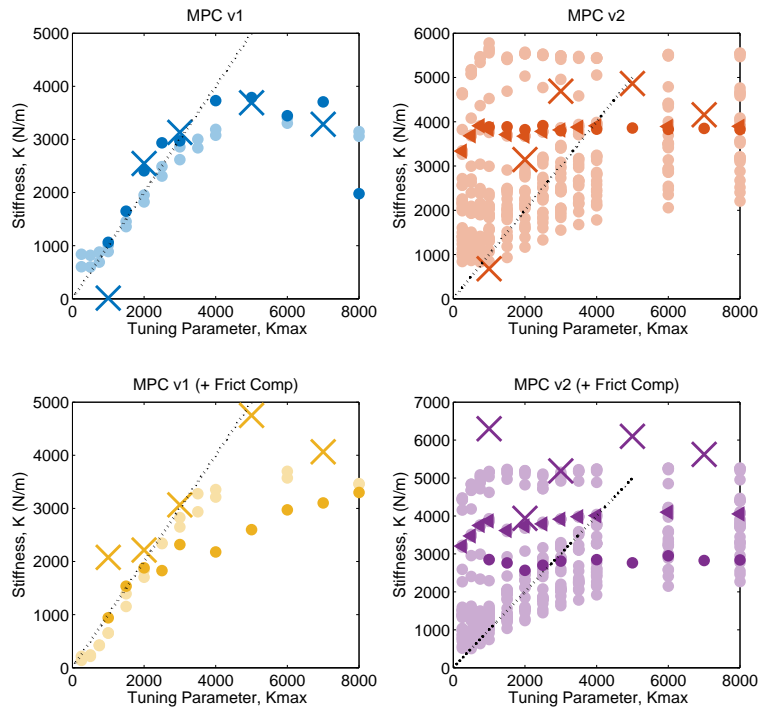 MPC v1
5000
4000
3000
2000
1000
0
Stiffness, K (N/m)
0 2000 4000 6000 8000
Tuning Parameter, Kmax
MPC v2
6000
5000
4000
3000
2000
1000
0
Stiffness, K (N/m)
0 2000 4000 6000 8000
Tuning Parameter, Kmax
MPC v1 (+ Frict Comp)
5000
4000
3000
2000
1000
0
Stiffness, K (N/m)
0 2000 4000 6000 8000
Tuning Parameter, Kmax
MPC v2 (+ Frict Comp)
7000
6000
5000
4000
3000
2000
1000
0
Stiffness, K (N/m)
0 2000 4000 6000 8000
Tuning Parameter, Kmax